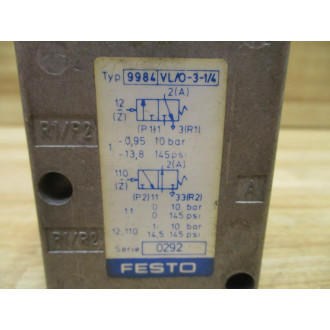 Typ 9984 VL/O-3-1/4
2(A)
12
(Z)
(P1)1 3(R1)
1 -0,95 10 bar
-13,8 145 psi
2(A)
110
(Z)
(P2)11 33(R2)
11 0 10 bar
0 145 psi
12,110 1 10 bar
14,5 145 psi
Serie 0292
FESTO
R1/P2
R1/P2
A